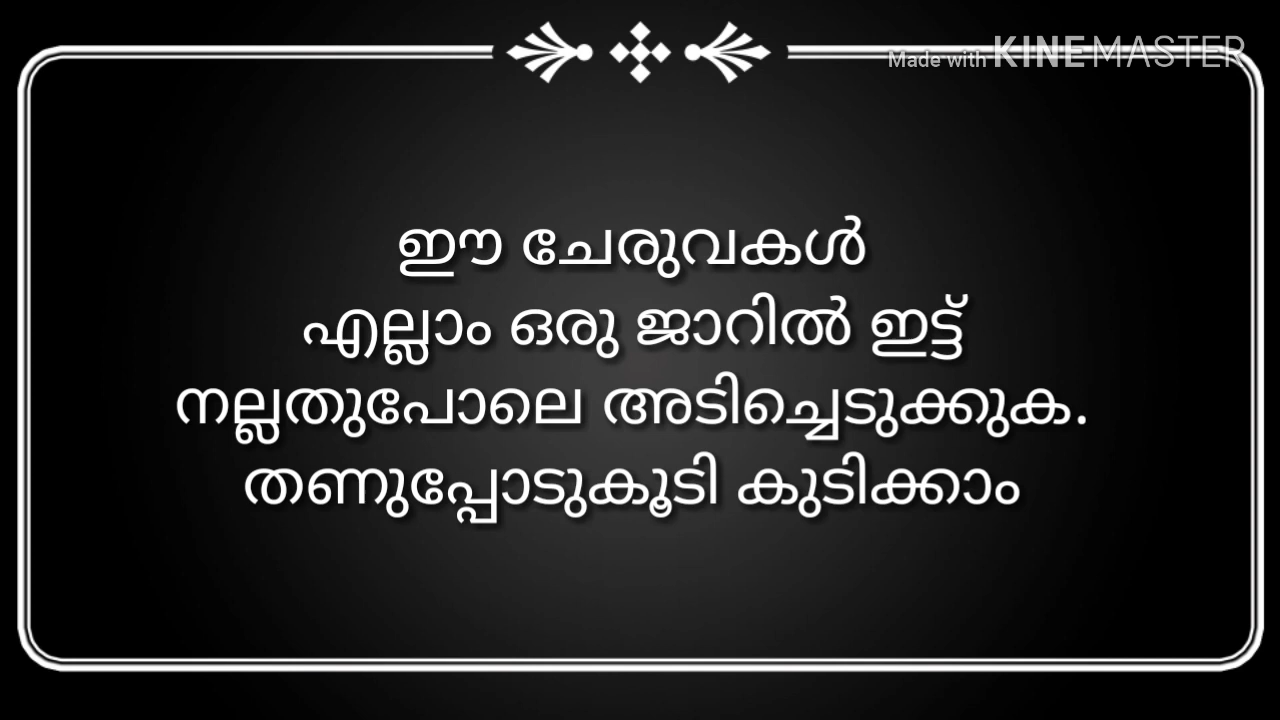 Made with KINEMASTER
ഈ ചേരുവകൾ
എല്ലാം ഒരു ജാറിൽ ഇട്ട്
നല്ലതുപോലെ അടിച്ചെടുക്കുക.
തണുപ്പോടുകൂടി കുടിക്കാം